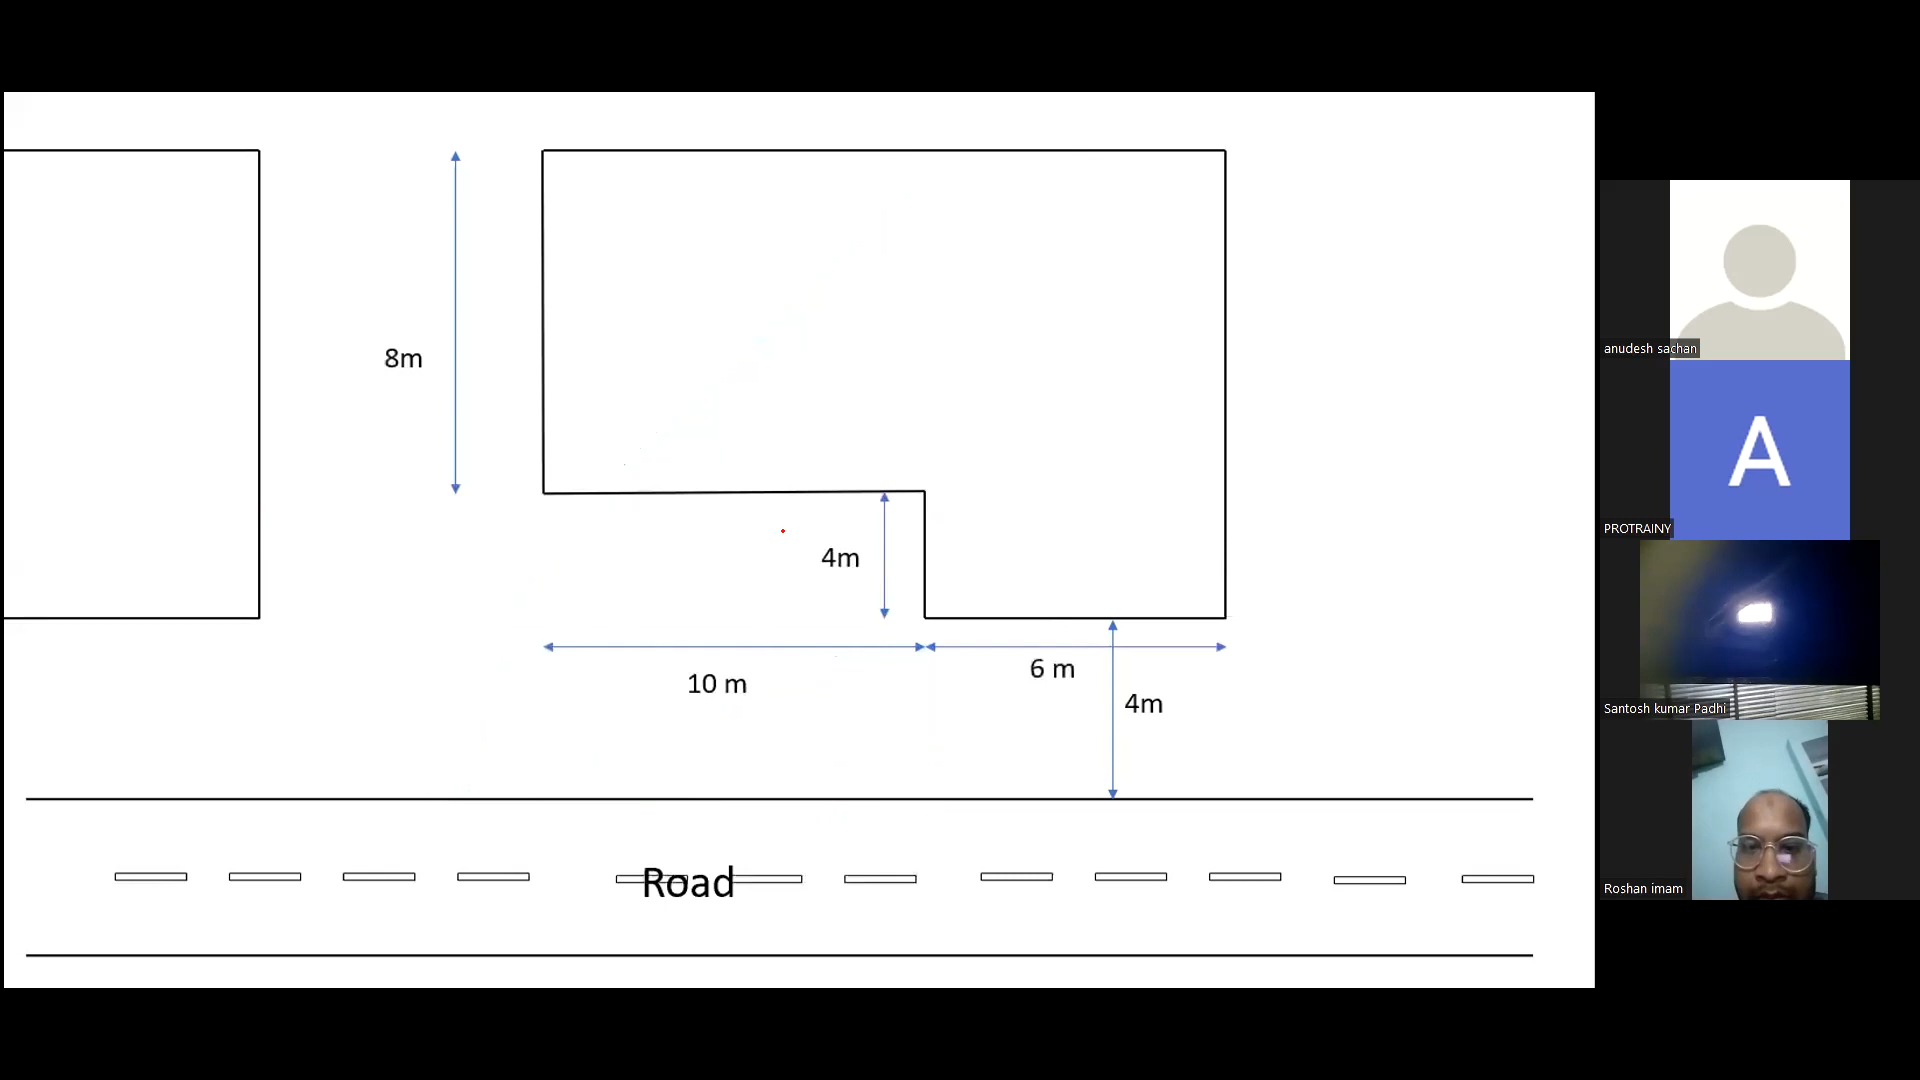 8m
4m
10 m
6 m
4m
Road
anudesh sachan
A
PROTRAINY
Santosh kumar Padhi
Roshan imam